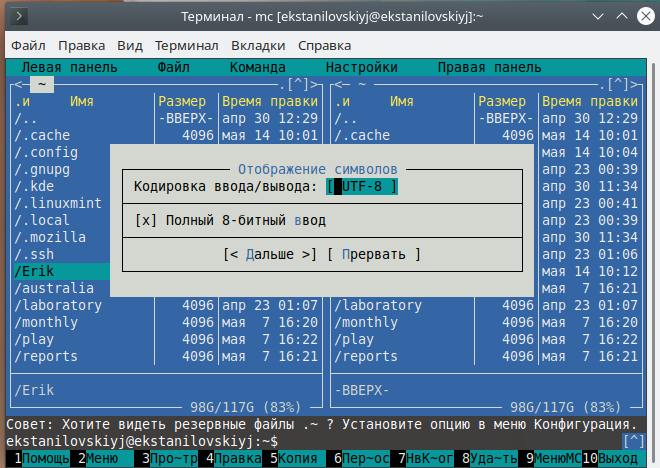 Терминал - mc [ekstanilovskiyj@ekstanilovskiyj]:~
Файл Правка Вид Терминал Вкладки Справка
Левая панель Файл Команда Настройки Правая панель
<─ ~ .[^]> <─ ~ .[^]>
.и Имя Размер Время правки .и Имя Размер Время правки
/.. -ВВЕРХ- апр 30 12:29 /.. -ВВЕРХ- апр 30 12:29
/.cache 4096 мая 14 10:01 /.cache 4096 мая 14 10:01
/.config мая 14 10:04
/.gnupg апр 23 00:39
/.kde апр 30 11:34
/.linuxmint апр 23 00:41
/.local апр 23 00:39
/.mozilla апр 30 11:34
/.ssh апр 23 01:06
/Erik мая 14 10:12
/australia мая 7 16:21
Отображение символов
Кодировка ввода/вывода: [ UTF-8 ]
[x] Полный 8-битный ввод
[< Дальше >] [ Прервать ]
/laboratory 4096 апр 23 01:07 /laboratory 4096 апр 23 01:07
/monthly 4096 мая 7 16:20 /monthly 4096 мая 7 16:20
/play 4096 мая 7 16:22 /play 4096 мая 7 16:22
/reports 4096 мая 7 16:21 /reports 4096 мая 7 16:21
/Erik -ВВЕРХ-
98G/117G (83%) 98G/117G (83%)
Совет: Хотите видеть резервные файлы .~ ? Установите опцию в меню Конфигурация.
ekstanilovskiyj@ekstanilovskiyj:~$ [^]
1Помощь 2Меню 3Про~тр 4Правка 5Копия 6Пер~ос 7НвК~ог 8Уда~ть 9МенюMC 10Выход